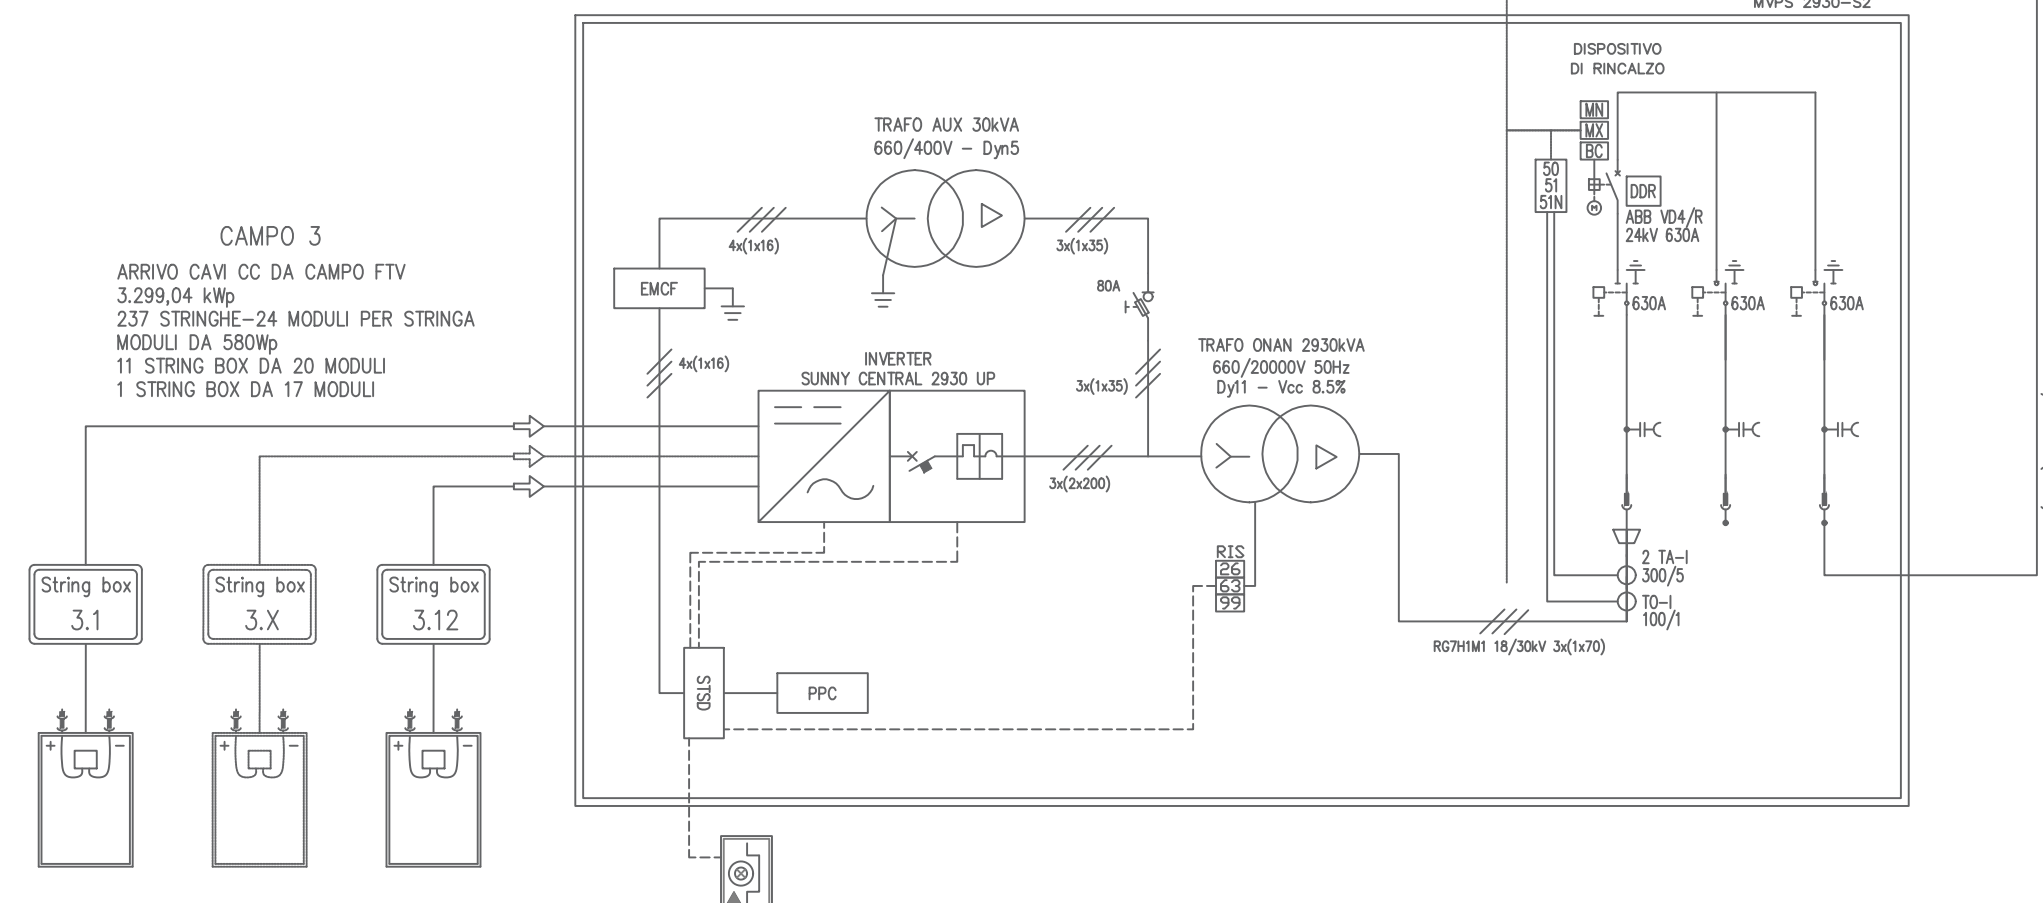 MVPS 2930-S2
DISPOSITIVO
DI RINCALZO
MN
MX
BC
50
51
51N
M
DDR
ABB VD4/R
24kV 630A
630A
630A
630A
TRAFO AUX 30kVA
660/400V - Dyn5
4x(1x16)
3x(1x35)
EMCF
80A
4x(1x16)
3x(1x35)
CAMPO 3
ARRIVO CAVI CC DA CAMPO FTV
3.299,04 kWp
237 STRINGHE-24 MODULI PER STRINGA
MODULI DA 580Wp
11 STRING BOX DA 20 MODULI
1 STRING BOX DA 17 MODULI
INVERTER
SUNNY CENTRAL 2930 UP
TRAFO ONAN 2930kVA
660/20000V 50Hz
Dy11 - Vcc 8.5%
3x(2x200)
RIS
26
63
99
2 TA-I
300/5
TO-I
100/1
RG7H1M1 18/30kV 3x(1x70)
String box
3.1
String box
3.X
String box
3.12
STSD
PPC
+ -
+ -
+ -